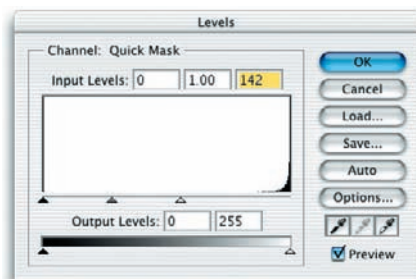 Levels
Channel: Quick Mask
Input Levels: 0 1.00 142
Output Levels: 0 255
OK
Cancel
Load...
Save...
Auto
Options...
Preview